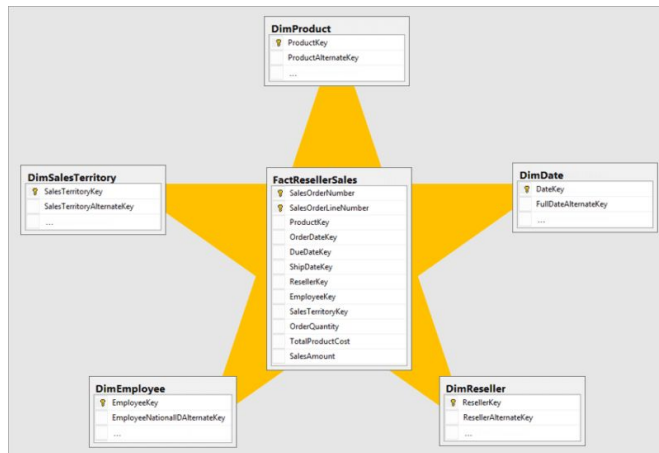 DimProduct
ProductKey
ProductAlternateKey
...
DimSalesTerritory
SalesTerritoryKey
SalesTerritoryAlternateKey
...
FactResellerSales
SalesOrderNumber
SalesOrderLineNumber
ProductKey
OrderDateKey
DueDateKey
ShipDateKey
ResellerKey
EmployeeKey
SalesTerritoryKey
OrderQuantity
TotalProductCost
SalesAmount
DimDate
DateKey
FullDateAlternateKey
...
DimEmployee
EmployeeKey
EmployeeNationalIDAlternateKey
...
DimReseller
ResellerKey
ResellerAlternateKey
...